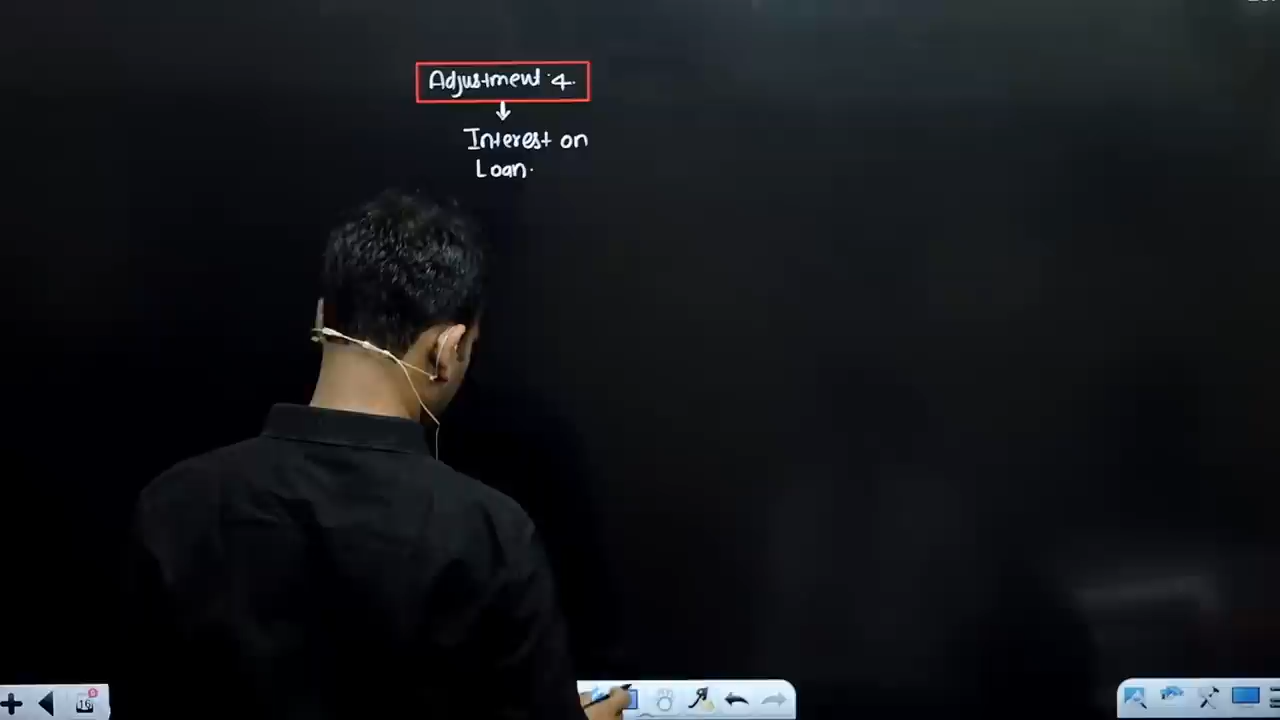 Adjustment 4.
Interest on
Loan.